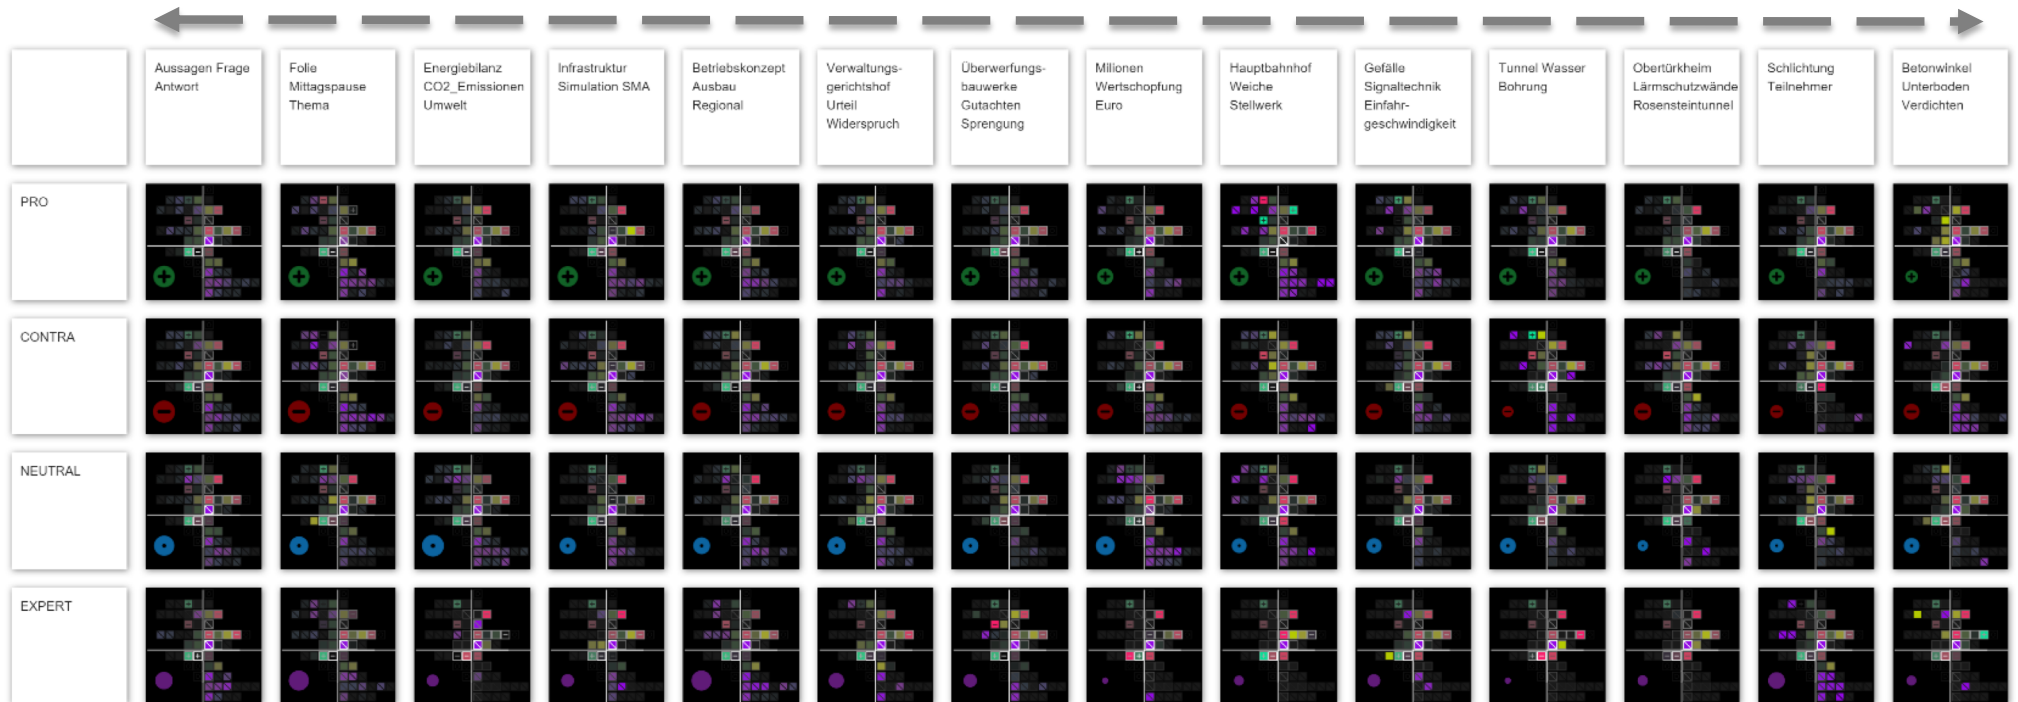 Aussagen Frage
Antwort
Folie
Mittagspause
Thema
Energiebilanz
CO2_Emissionen
Umwelt
Infrastruktur
Simulation SMA
Betriebskonzept
Ausbau
Regional
Verwaltungs-
gerichtshof
Urteil
Widerspruch
Überwerfungs-
bauwerke
Gutachten
Sprengung
Milionen
Wertschopfung
Euro
Hauptbahnhof
Weiche
Stellwerk
Gefälle
Signaltechnik
Einfahr-
geschwindigkeit
Tunnel Wasser
Bohrung
Obertürkheim
Lärmschutzwände
Rosensteintunnel
Schlichtung
Teilnehmer
Betonwinkel
Unterboden
Verdichten
PRO
CONTRA
NEUTRAL
EXPERT